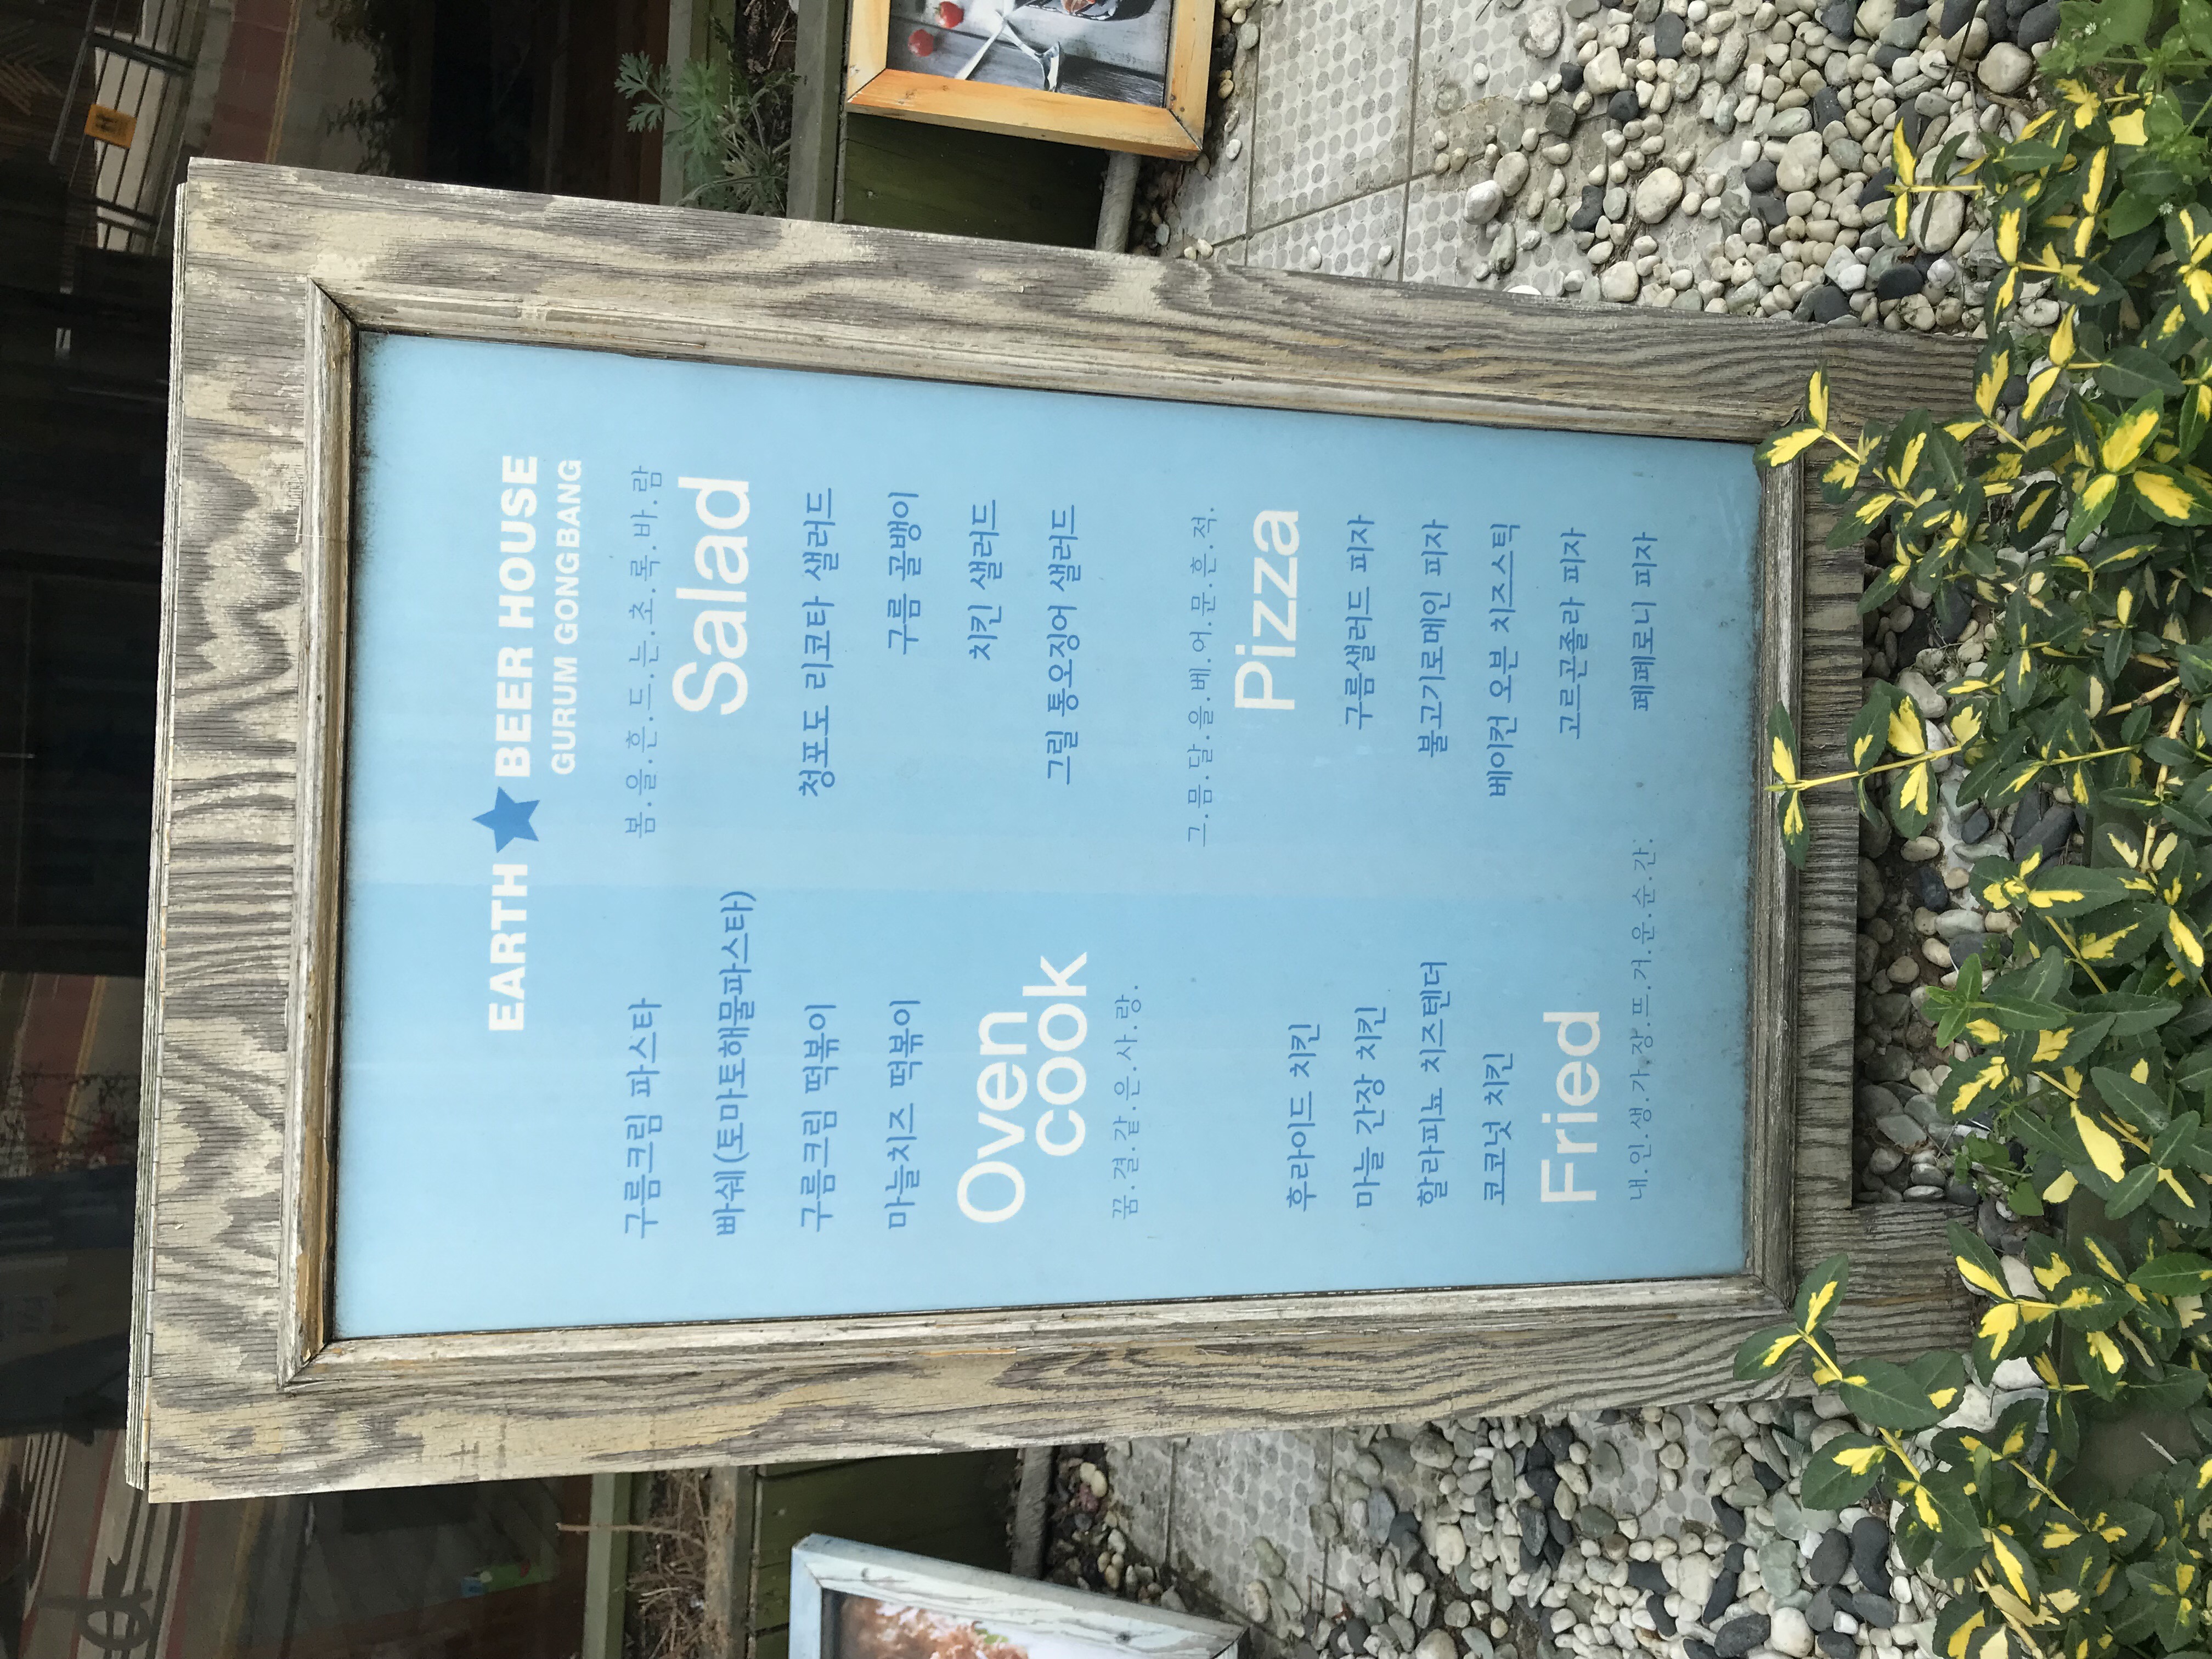 EARTH ★ BEER HOUSE
GURUM GONGBANG
구름크림 파스타
빠쉐(토마토해물파스타)
구름크림 떡볶이
마늘치즈 떡볶이
Oven
cook
꿈.결.같.은.사.랑.
후라이드 치킨
마늘 간장 치킨
할라피뇨 치즈텐더
코코넛 치킨
Fried
내.인.생.가.장.뜨.거.운.순.간.
봄.을.흔.드.는.초.록.바.람
Salad
청포도 리코타 샐러드
구름 골뱅이
치킨 샐러드
그릴 통오징어 샐러드
그.믐.달.을.베.어.문.흔.적.
Pizza
구름샐러드 피자
불고기로메인 피자
베이컨 오븐 치즈스틱
고르곤졸라 피자
페페로니 피자